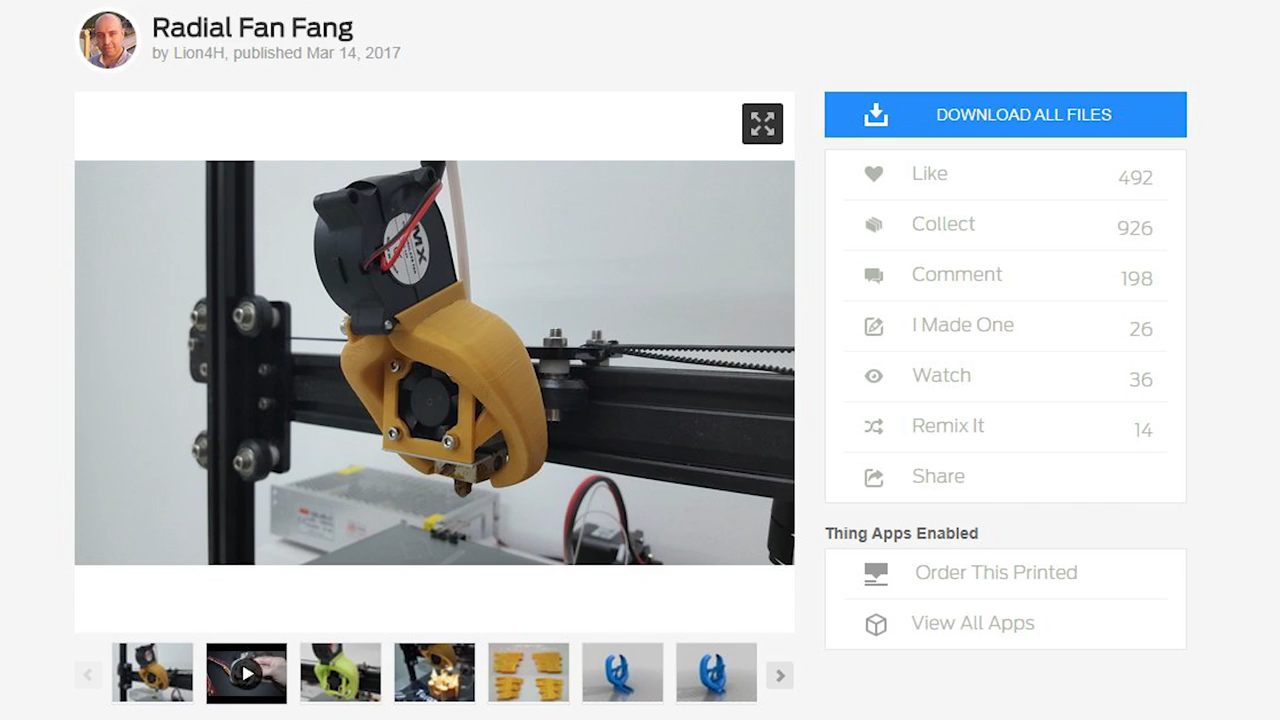 Radial Fan Fang
by Lion4H, published Mar 14, 2017
DOWNLOAD ALL FILES
Like 492
Collect 926
Comment 198
I Made One 26
Watch 36
Remix It 14
Share
Thing Apps Enabled
Order This Printed
View All Apps